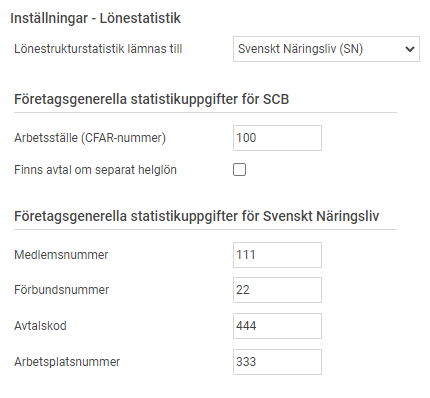 Inställningar - Lönestatistik
Lönestrukturstatistik lämnas till Svenskt Näringsliv (SN)
Företagsgenerella statistikuppgifter för SCB
Arbetsställe (CFAR-nummer) 100
Finns avtal om separat helglön
Företagsgenerella statistikuppgifter för Svenskt Näringsliv
Medlemsnummer 111
Förbundsnummer 22
Avtalskod 444
Arbetsplatsnummer 333